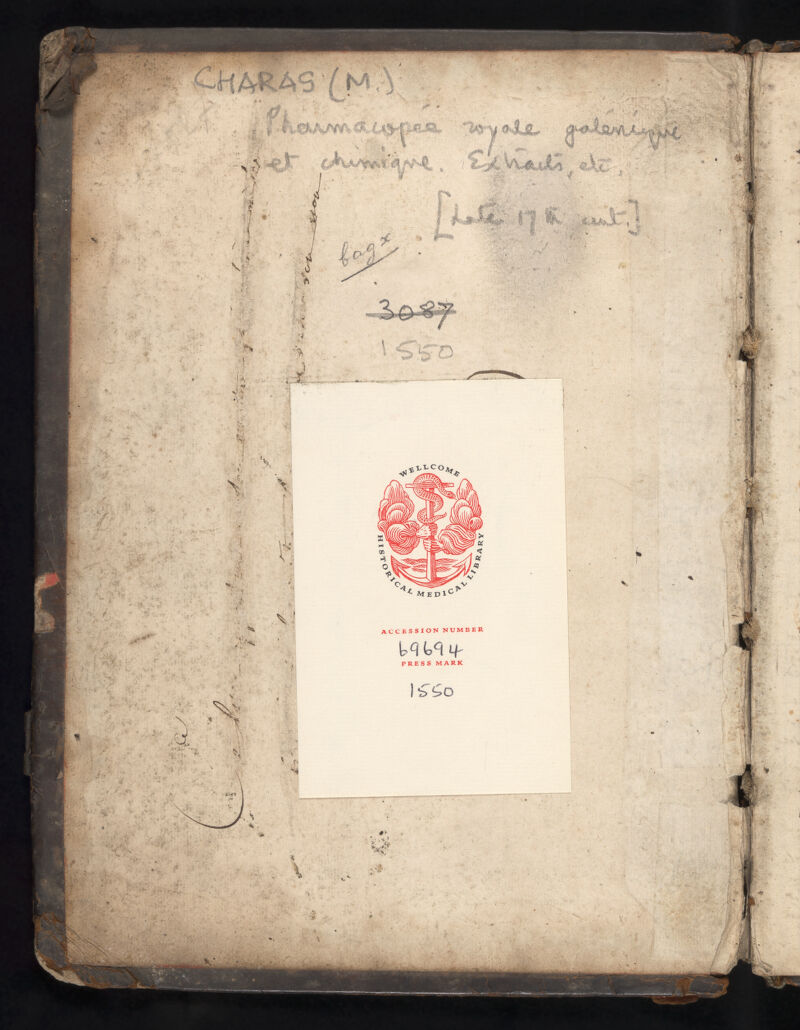 CHARAS (M.)
Pharmacopée royale galénique
et chimique. Extraits, etc.
[Late 17th cent.]
bagx
3087
1550
WELLCOME
HISTORICAL MEDICAL LIBRARY
ACCESSION NUMBER
69694
PRESS MARK
1550